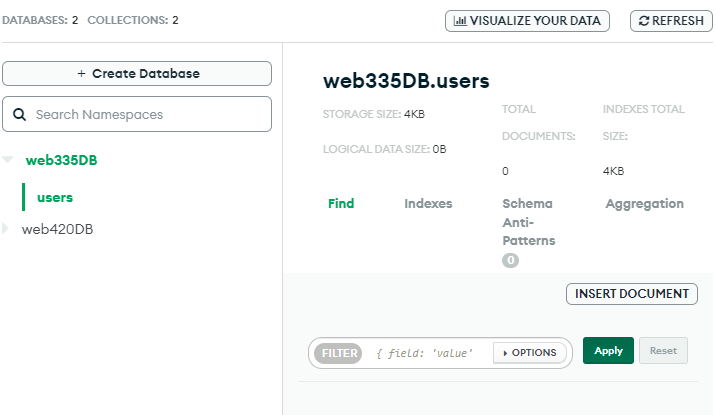 DATABASES: 2 COLLECTIONS: 2
VISUALIZE YOUR DATA
REFRESH
+ Create Database
Search Namespaces
web335DB
users
web420DB
web335DB.users
STORAGE SIZE: 4KB
LOGICAL DATA SIZE: 0B
TOTAL
DOCUMENTS:
0
INDEXES TOTAL
SIZE:
4KB
Find
Indexes
Schema
Anti-
Patterns
0
Aggregation
INSERT DOCUMENT
FILTER
{ field: 'value'
OPTIONS
Apply
Reset